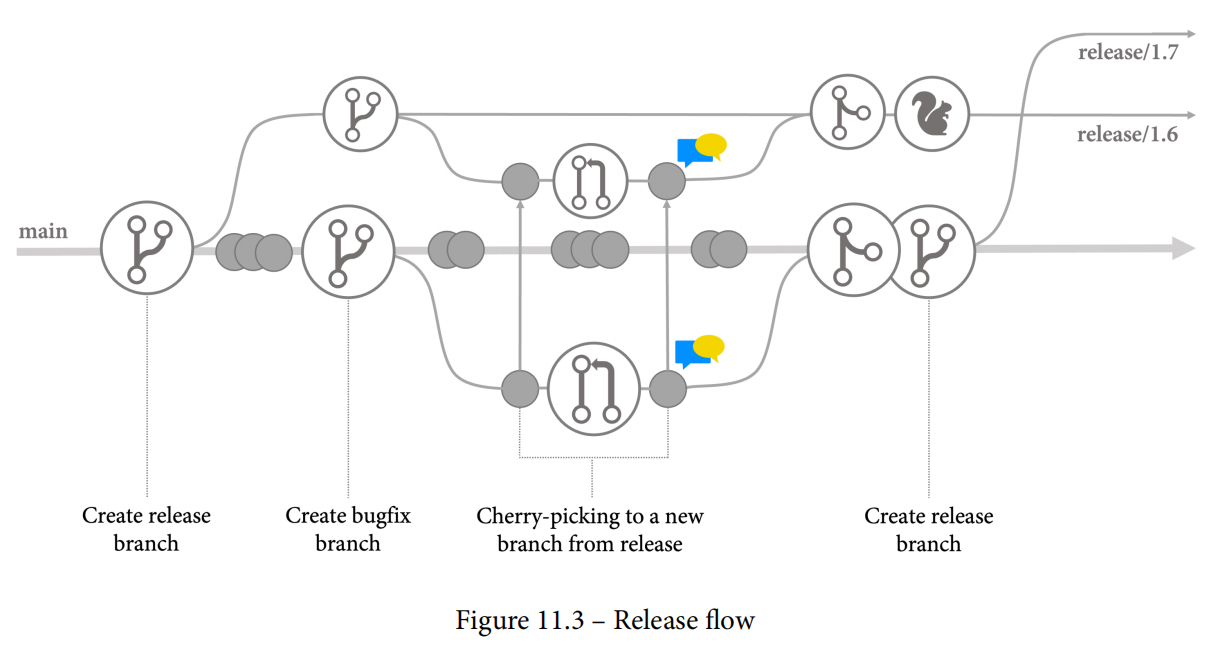 release/1.7
release/1.6
main
Create release
branch
Create bugfix
branch
Cherry-picking to a new
branch from release
Create release
branch
Figure 11.3 – Release flow